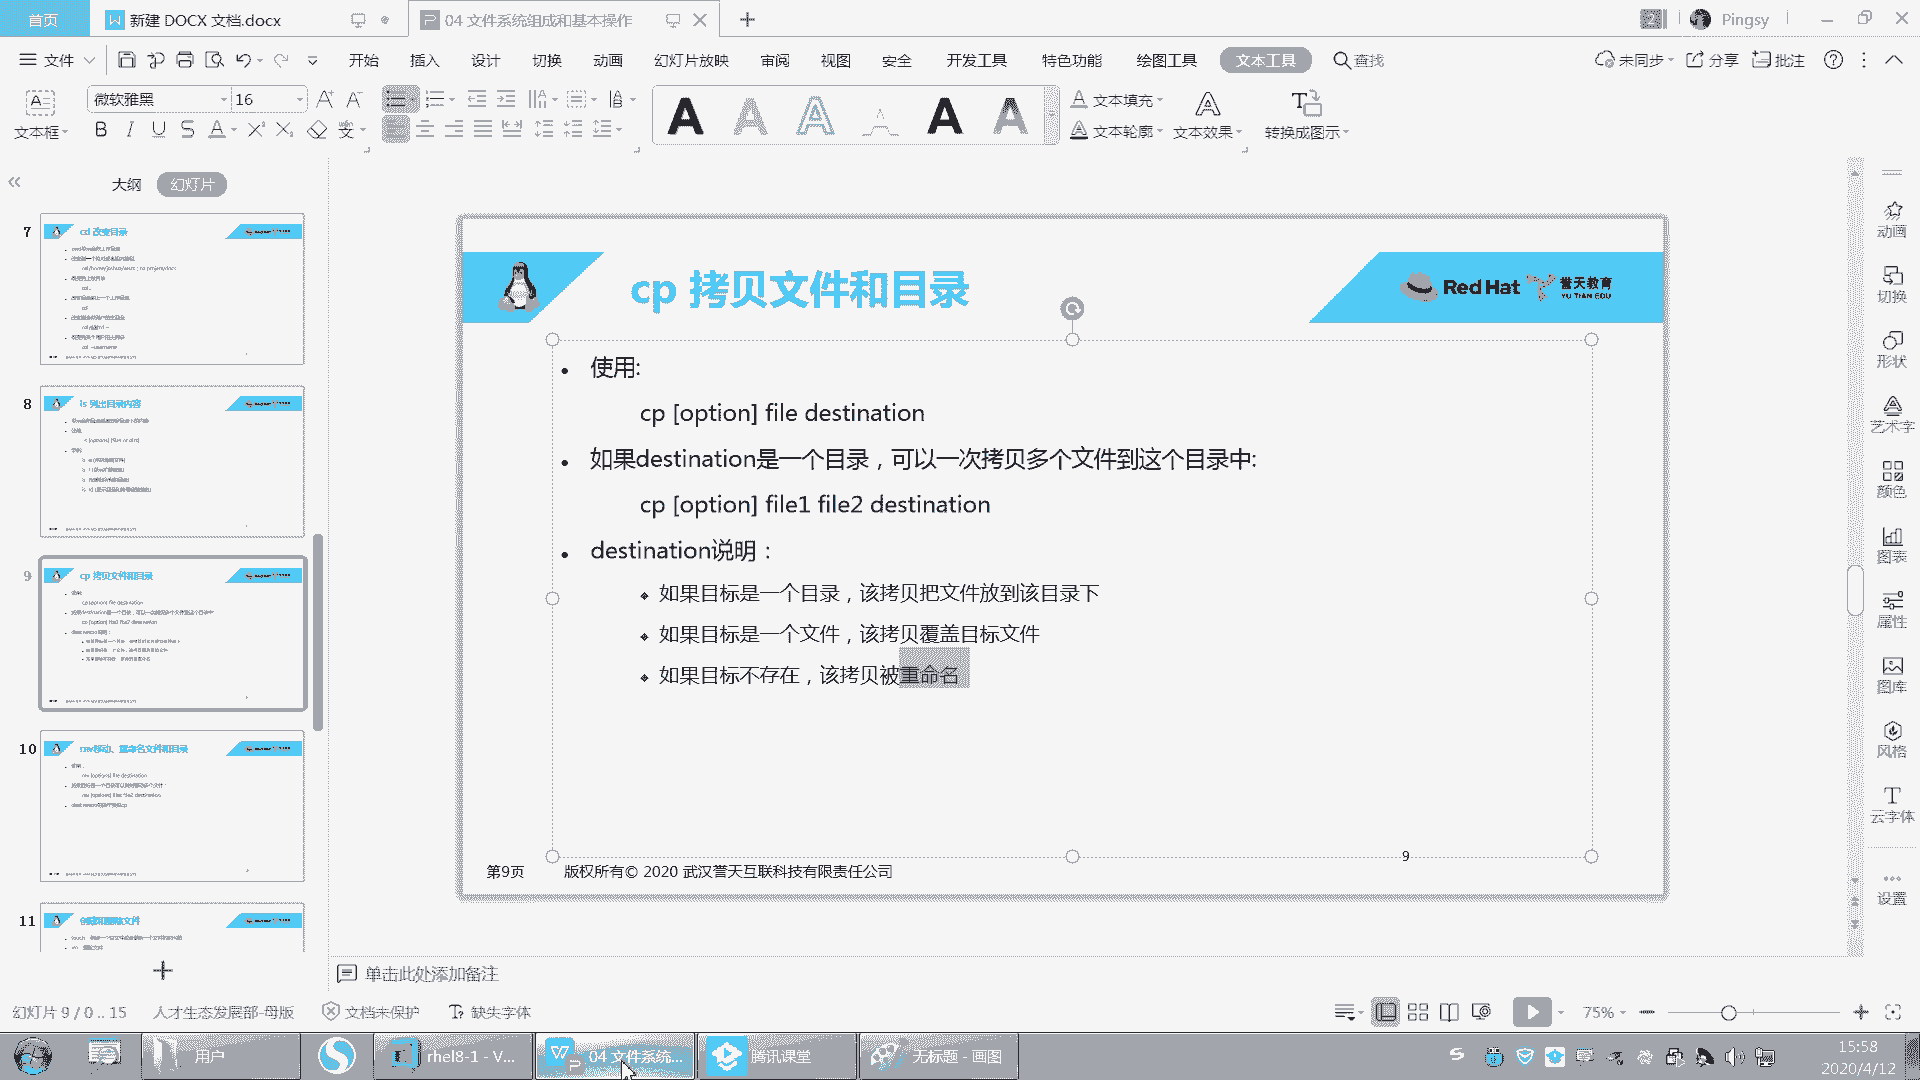 首页
新建 DOCX 文档.docx
04 文件系统组成和基本操作
Pingsy
文件
开始
插入
设计
切换
动画
幻灯片放映
审阅
视图
安全
开发工具
特色功能
绘图工具
文本工具
查找
未同步
分享
批注
文本框
微软雅黑
16
文本填充
文本轮廓
文本效果
转换成图示
大纲
幻灯片
7
cd 改变目录
8
ls 列出目录内容
9
cp 拷贝文件和目录
10
mv移动、重命名文件和目录
11
创建和删除文件
cp 拷贝文件和目录
Red Hat
誉天教育
YU TIAN EDU
使用:
cp [option] file destination
如果destination是一个目录，可以一次拷贝多个文件到这个目录中:
cp [option] file1 file2 destination
destination说明：
如果目标是一个目录，该拷贝把文件放到该目录下
如果目标是一个文件，该拷贝覆盖目标文件
如果目标不存在，该拷贝被重命名
第9页
版权所有© 2020 武汉誉天互联科技有限责任公司
9
动画
切换
形状
艺术字
颜色
图表
属性
图库
风格
云字体
设置
单击此处添加备注
幻灯片 9 / 0 .. 15
人才生态发展部-母版
文档未保护
缺失字体
75%
用户
rhel8-1 - V...
04 文件系统...
腾讯课堂
无标题 - 画图
15:58
2020/4/12